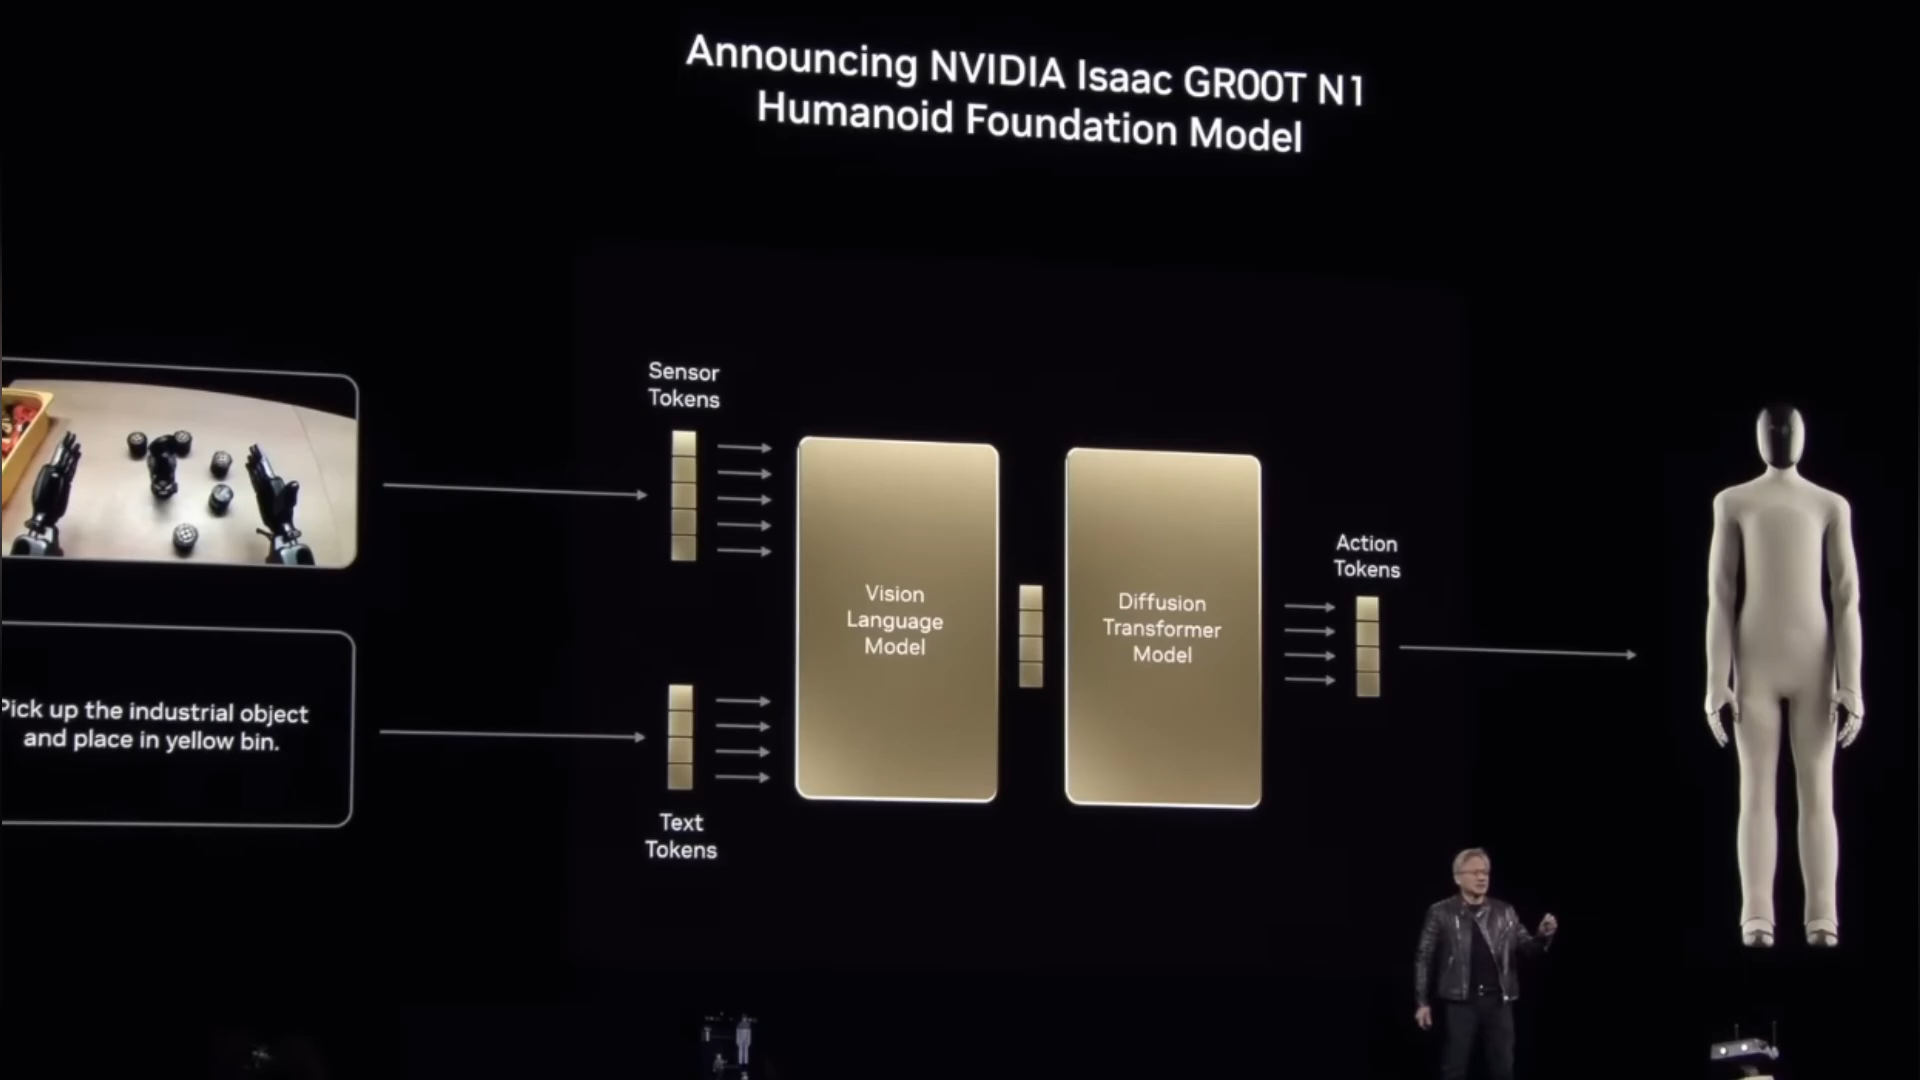 Announcing NVIDIA Isaac GR00T N1
Humanoid Foundation Model
Sensor
Tokens
Vision
Language
Model
Diffusion
Transformer
Model
Action
Tokens
Pick up the industrial object
and place in yellow bin.
Text
Tokens